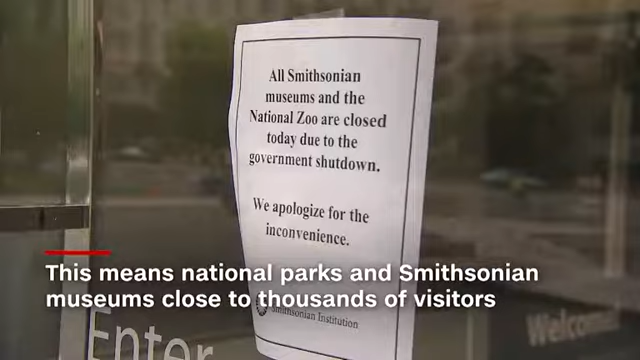 All Smithsonian
museums and the
National Zoo are closed
today due to the
government shutdown.
We apologize for the
inconvenience.
This means national parks and Smithsonian
museums close to thousands of visitors
Smithsonian Institution
Enter
Welcome!